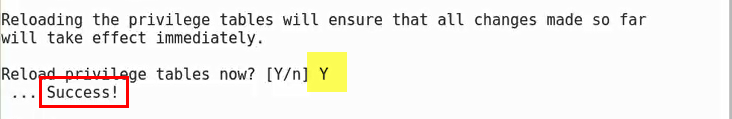 Reloading the privilege tables will ensure that all changes made so far
will take effect immediately.
Reload privilege tables now? [Y/n] Y
... Success!